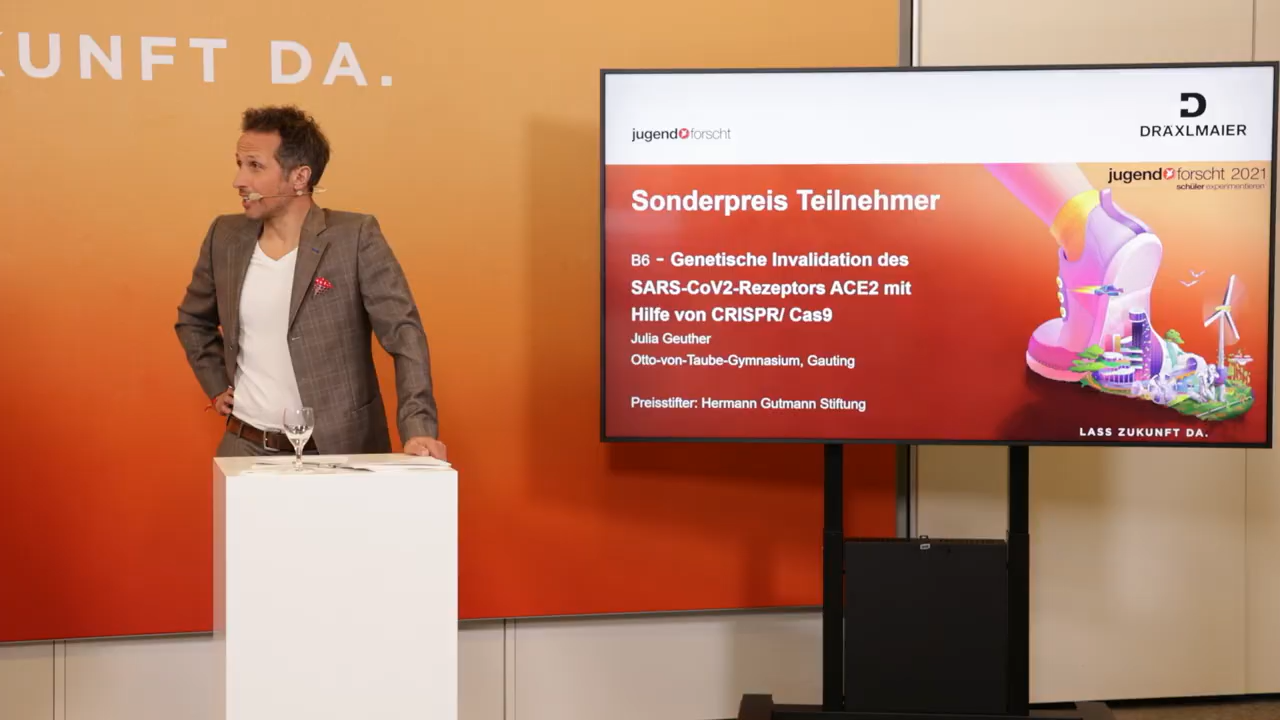 KUNFT DA.
jugend forscht
DRÄXLMAIER
jugend forscht 2021
schüler experimentieren
Sonderpreis Teilnehmer
B6 - Genetische Invalidation des
SARS-CoV2-Rezeptors ACE2 mit
Hilfe von CRISPR/ Cas9
Julia Geuther
Otto-von-Taube-Gymnasium, Gauting
Preisstifter: Hermann Gutmann Stiftung
LASS ZUKUNFT DA.